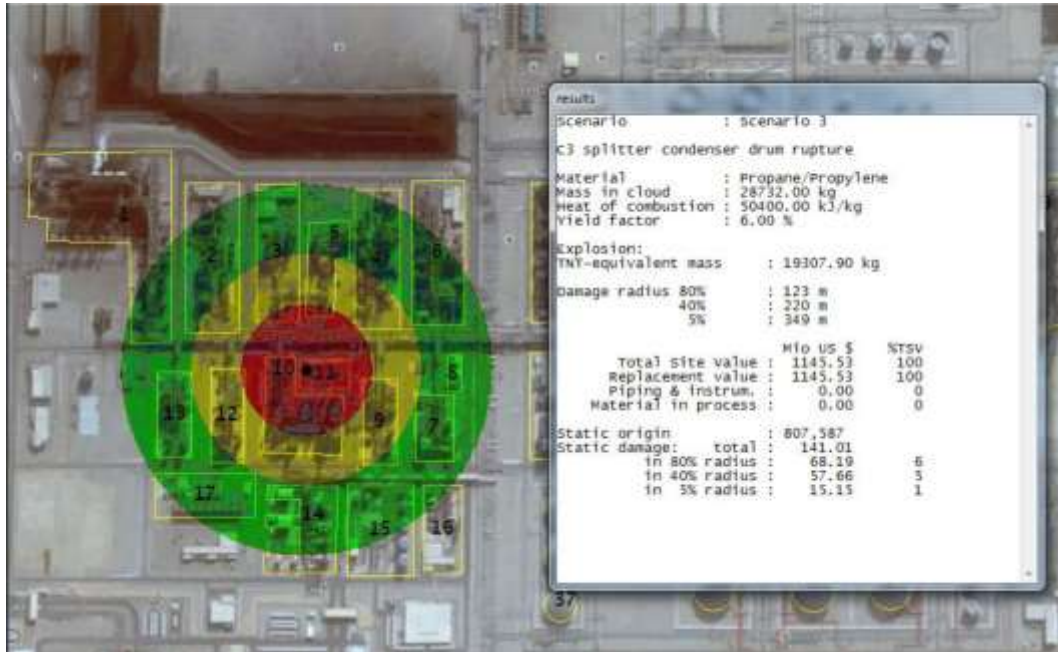 results
Scenario : Scenario 3
C3 splitter condenser drum rupture
Material : Propane/Propylene
Mass in cloud : 28732.00 kg
Heat of combustion : 50400.00 kJ/kg
Yield factor : 6.00 %
Explosion:
TNT-equivalent mass : 19307.90 kg
Damage radius 80% : 123 m
40% : 220 m
5% : 349 m
Mio US $ %TSV
Total Site Value : 1145.53 100
Replacement value : 1145.53 100
Piping & instrum. : 0.00 0
Material in process : 0.00 0
Static origin : 807,587
Static damage: total : 141.01
in 80% radius : 68.19 6
in 40% radius : 57.66 5
in 5% radius : 15.15 1
1
2
3
5
6
10
11
8
13
12
9
7
17
14
15
16
37